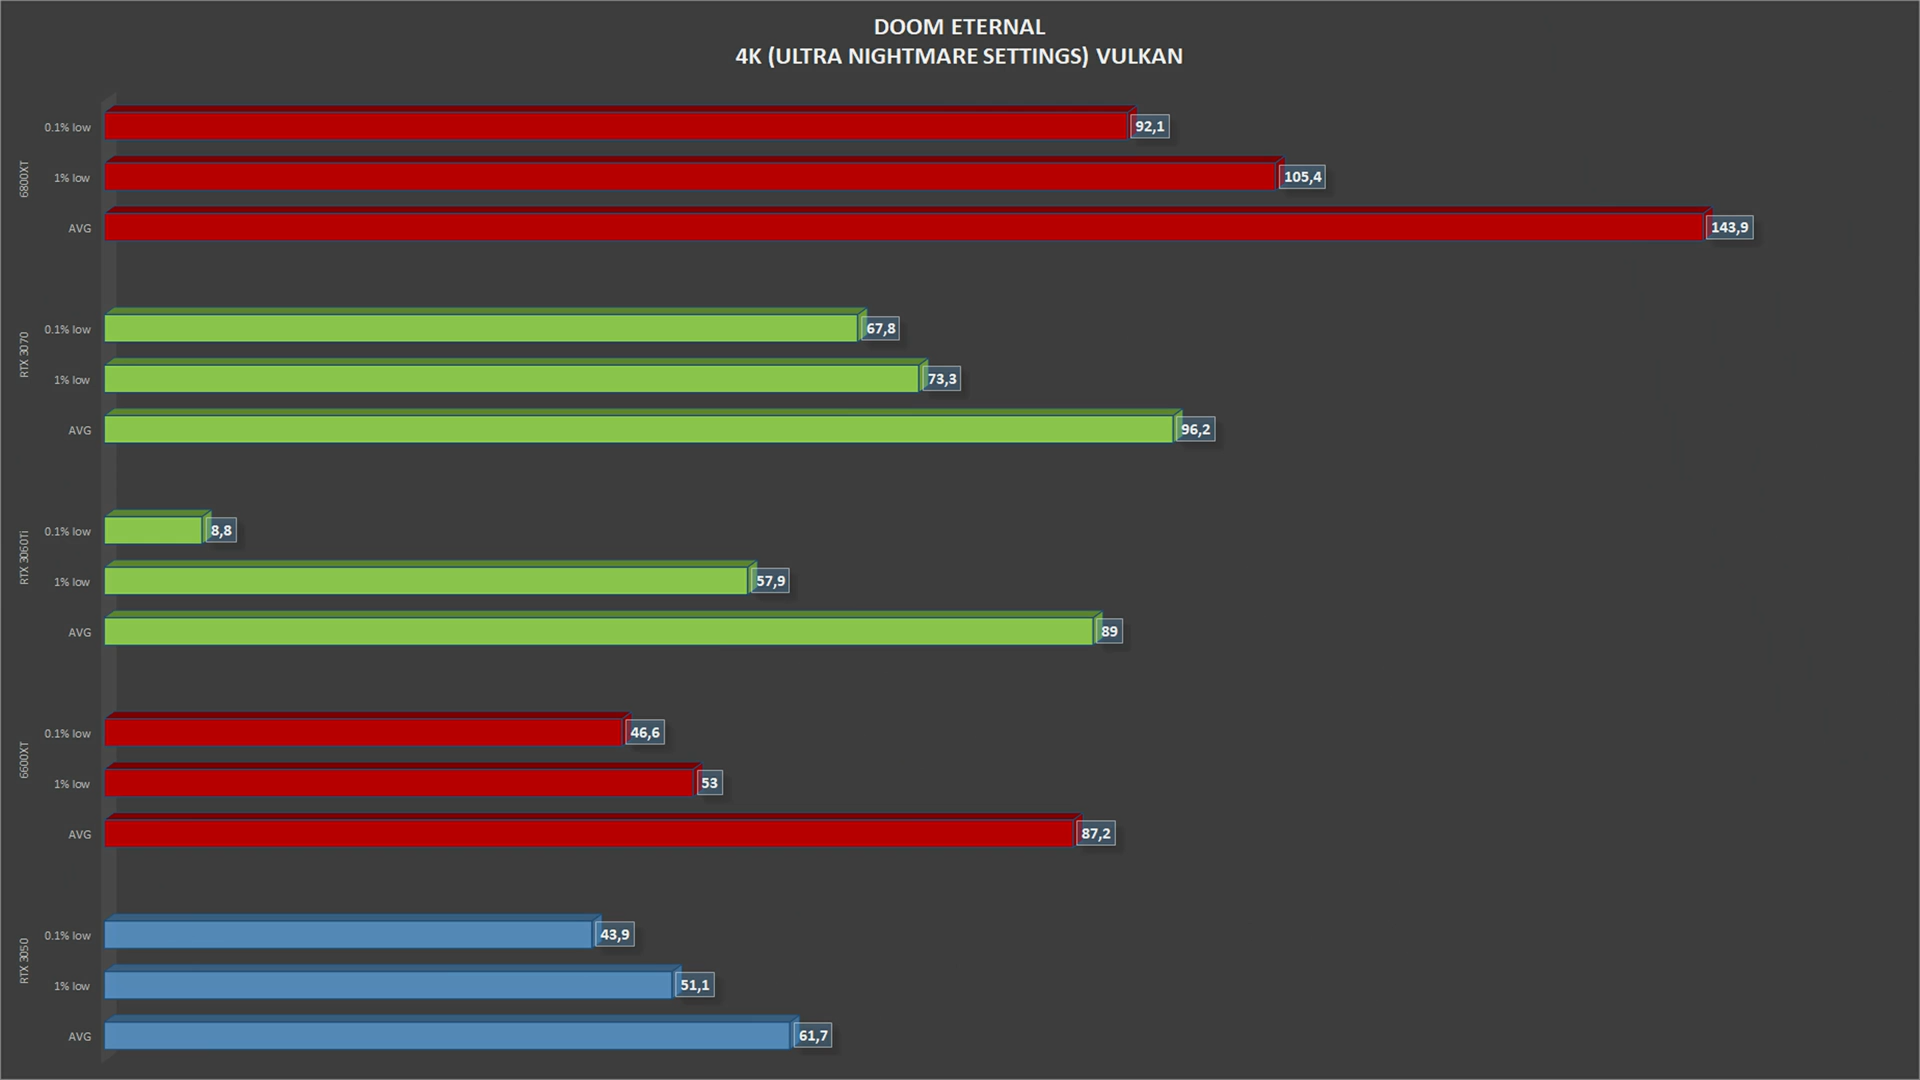 DOOM ETERNAL
4K (ULTRA NIGHTMARE SETTINGS) VULKAN
6800XT
0.1% low 92,1
1% low 105,4
AVG 143,9
RTX 3070
0.1% low 67,8
1% low 73,3
AVG 96,2
RTX 3060Ti
0.1% low 8,8
1% low 57,9
AVG 89
6600XT
0.1% low 46,6
1% low 53
AVG 87,2
RTX 3050
0.1% low 43,9
1% low 51,1
AVG 61,7